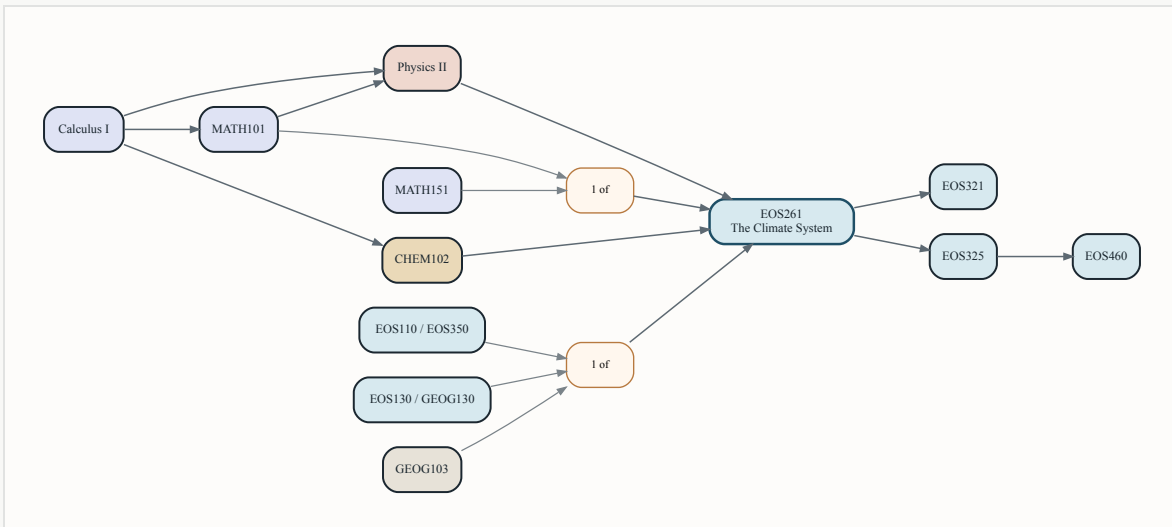 Physics II
Calculus I
MATH101
MATH151
1 of
EOS261
The Climate System
EOS321
CHEM102
EOS325
EOS460
EOS110 / EOS350
1 of
EOS130 / GEOG130
GEOG103